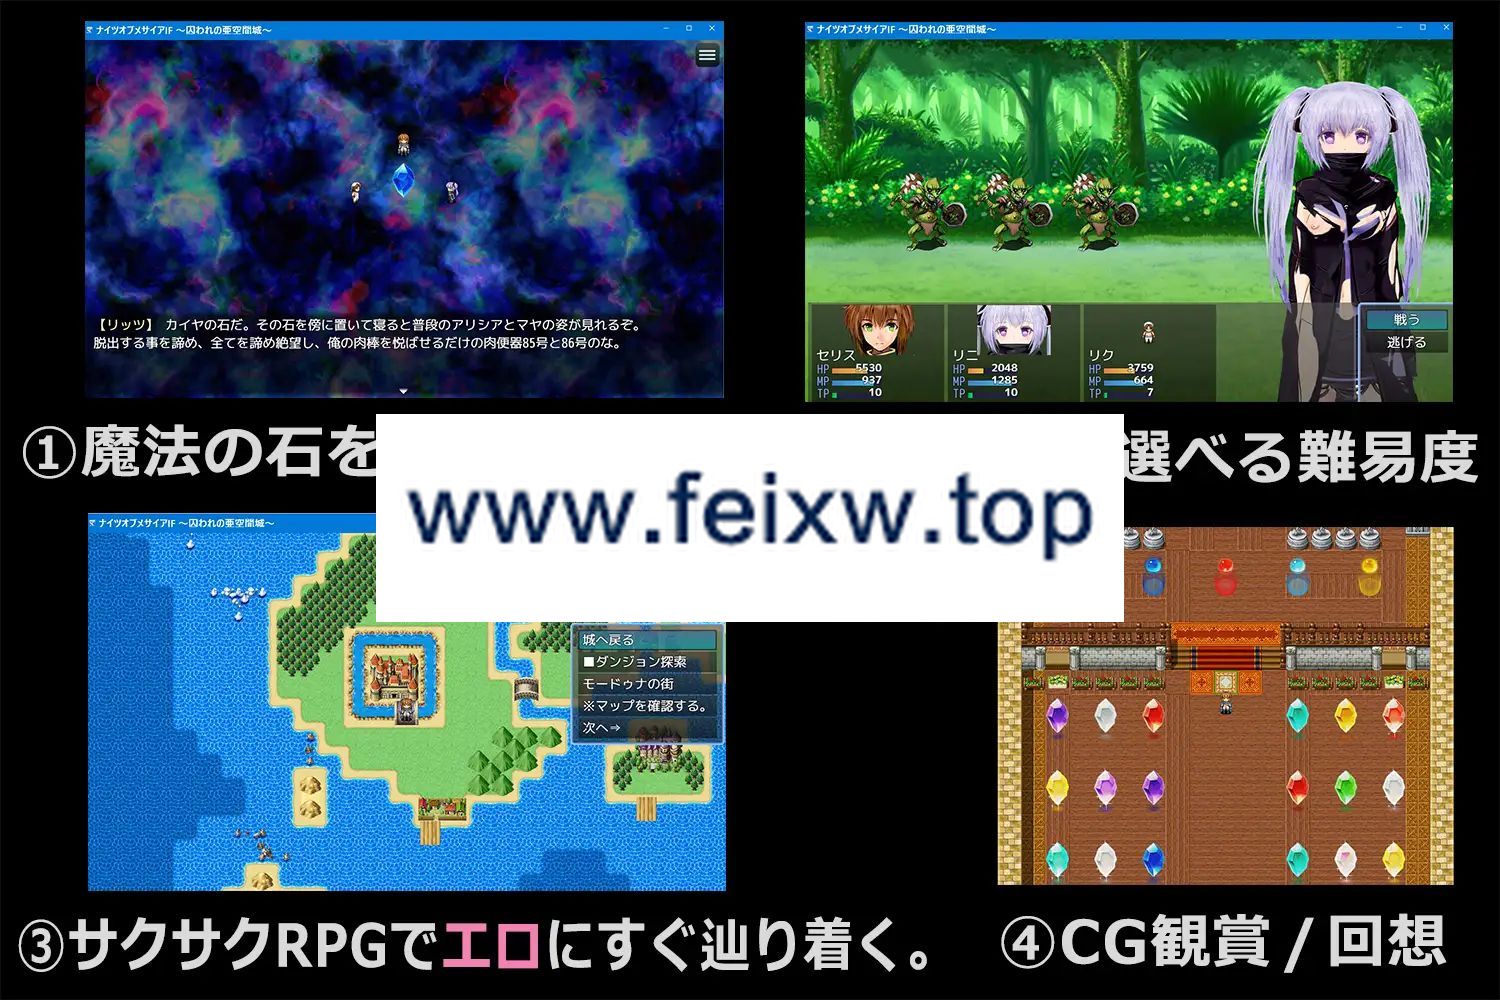 ナイツオブメサイアIF ～囚われの亜空間城～
【リッツ】 カイヤの石だ。その石を傍に置いて寝ると普段のアリシアとマヤの姿が見れるぞ。
脱出する事を諦め、全てを諦め絶望し、俺の肉棒を悦ばせるだけの肉便器85号と86号のな。
ナイツオブメサイアIF ～囚われの亜空間城～
戦う
逃げる
セリス
HP 5530
MP 937
TP 10
リニ
HP 2048
MP 1285
TP 10
リク
HP 3759
MP 664
TP 7
①魔法の石を
選べる難易度
www.feixw.top
ナイツオブメサイアIF ～囚われの亜空間城～
城へ戻る
■ダンジョン探索
モードゥナの街
※マップを確認する。
次へ⇒
③サクサクRPGでエロにすぐ辿り着く。
④CG観賞 / 回想